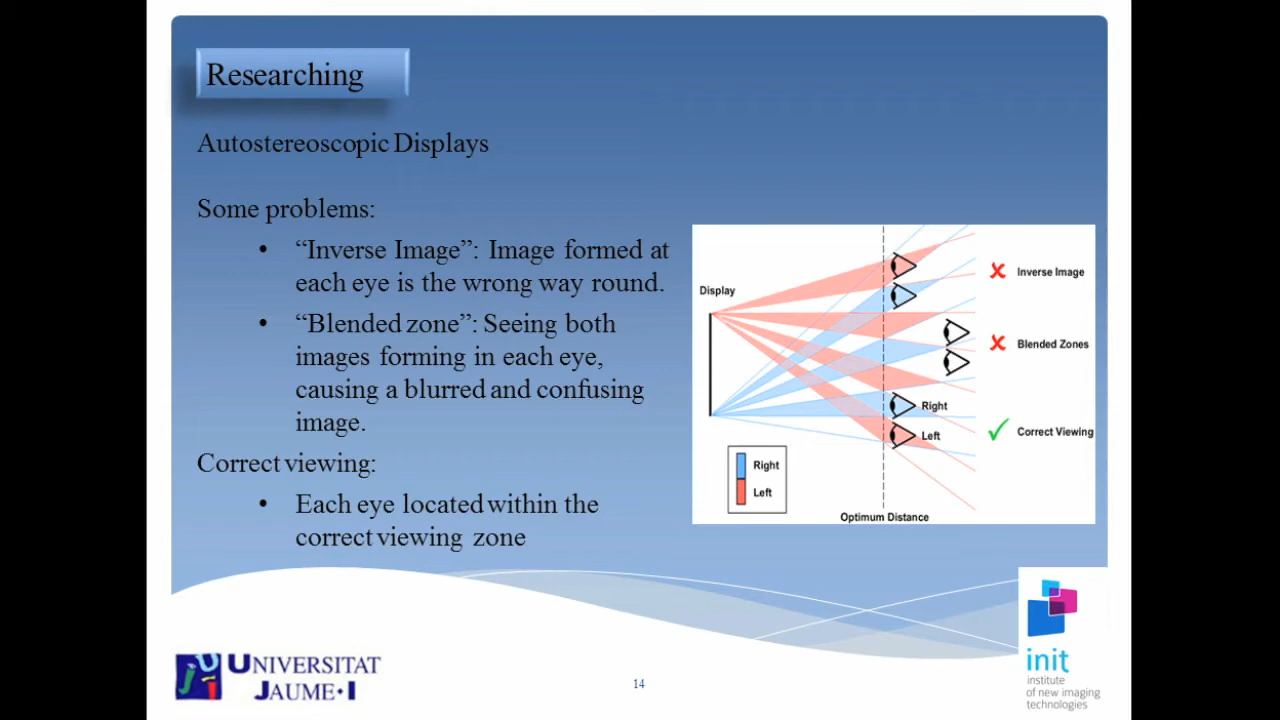 Researching
Autostereoscopic Displays
Some problems:
• “Inverse Image”: Image formed at
each eye is the wrong way round.
• “Blended zone”: Seeing both
images forming in each eye,
causing a blurred and confusing
image.
Correct viewing:
• Each eye located within the
correct viewing zone
Display
Inverse Image
Blended Zones
Right
Left
Correct Viewing
Right
Left
Optimum Distance
UNIVERSITAT
JAUME•I
14
init
institute
of new imaging
technologies